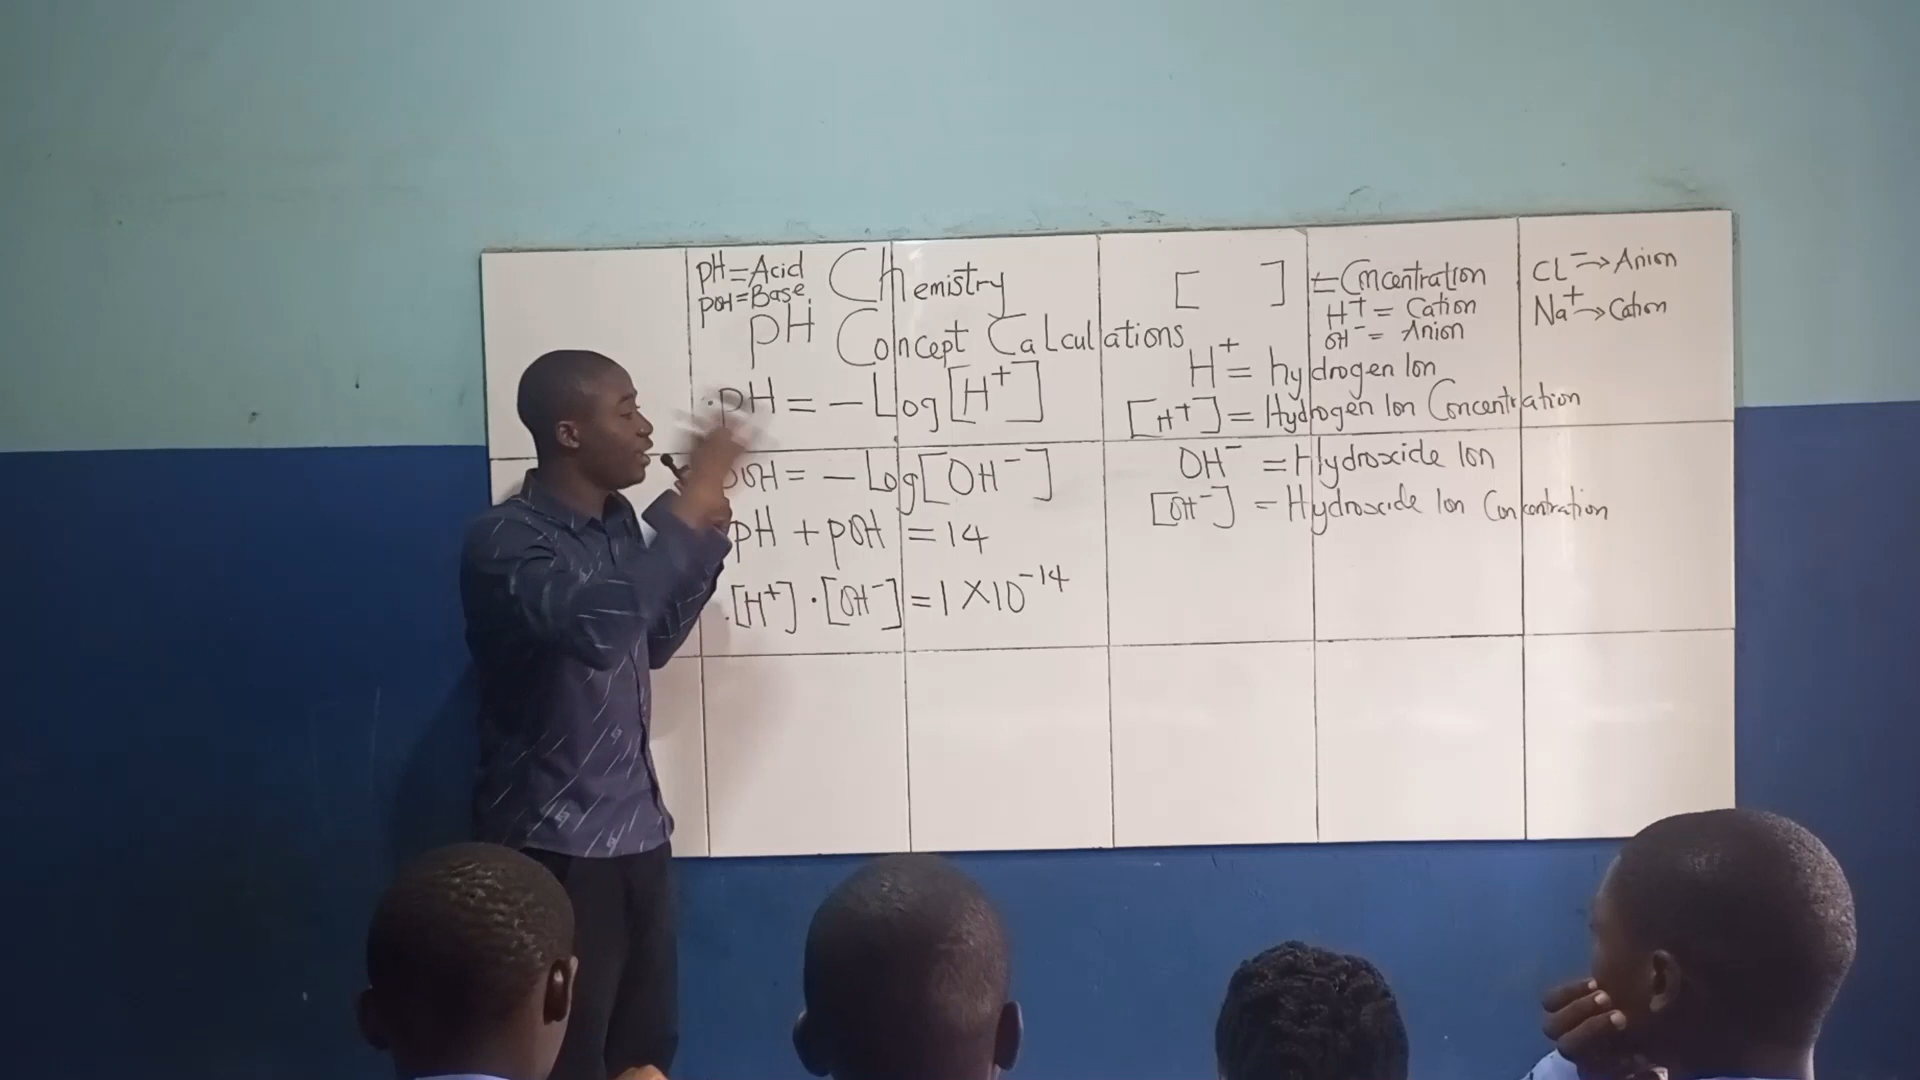 pH = Acid
pOH = Base.
Chemistry
pH Concept Calculations
· pH = – Log[H⁺]
pOH = – Log[OH⁻]
pH + pOH = 14
· [H⁺] · [OH⁻] = 1 × 10⁻¹⁴
[ ] = Concentration
H⁺ = Cation
OH⁻ = Anion
H⁺ = hydrogen Ion
[H⁺] = Hydrogen Ion Concentration
OH⁻ = Hydroxide Ion
[OH⁻] = Hydroxide Ion Concentration
CL⁻ → Anion
Na⁺ → Cation